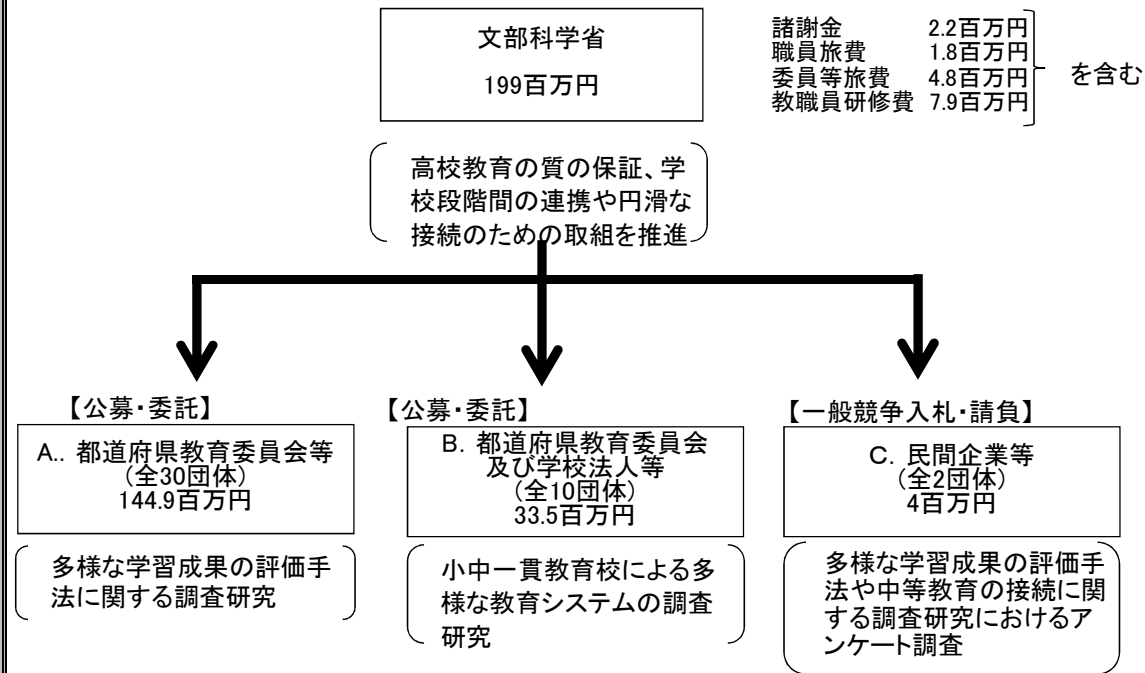 文部科学省
199百万円
諸謝金 2.2百万円
職員旅費 1.8百万円
委員等旅費 4.8百万円
教職員研修費 7.9百万円
を含む
高校教育の質の保証、学
校段階間の連携や円滑な
接続のための取組を推進
【公募・委託】
A.. 都道府県教育委員会等
(全30団体)
144.9百万円
多様な学習成果の評価手
法に関する調査研究
【公募・委託】
B. 都道府県教育委員会
及び学校法人等
(全10団体)
33.5百万円
小中一貫教育校による多
様な教育システムの調査
研究
【一般競争入札・請負】
C. 民間企業等
(全2団体)
4百万円
多様な学習成果の評価手
法や中等教育の接続に関
する調査研究におけるア
ンケート調査